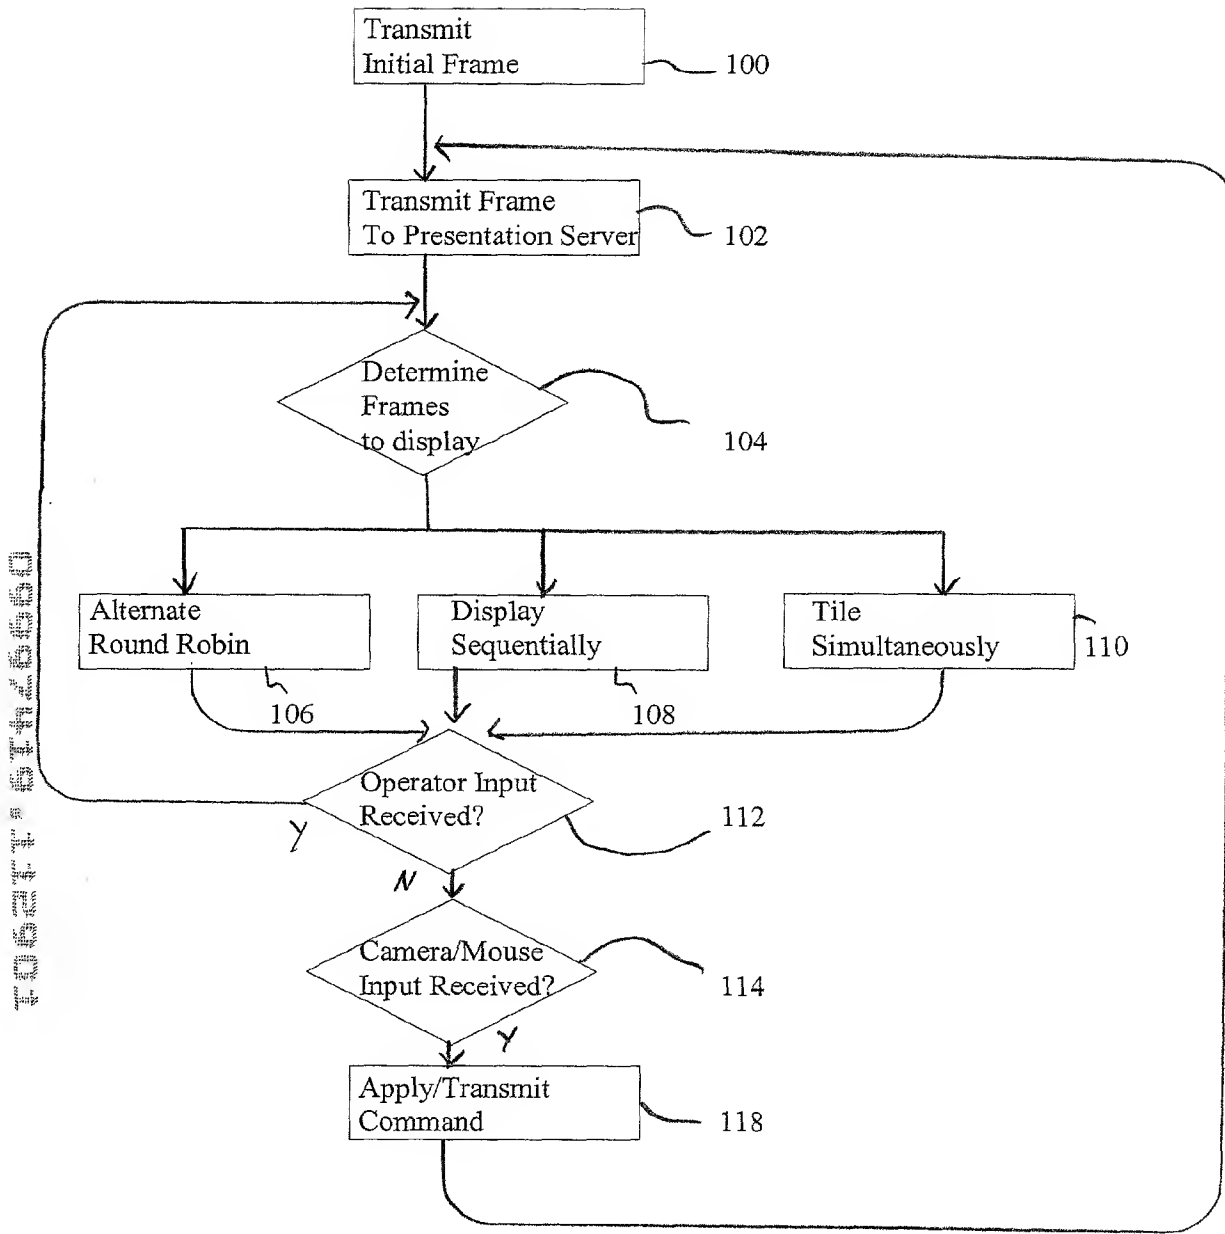 Transmit
Initial Frame
100
Transmit Frame
To Presentation Server
102
Determine
Frames
to display
104
Alternate
Round Robin
106
Display
Sequentially
108
Tile
Simultaneously
110
Operator Input
Received?
112
Y
N
Camera/Mouse
Input Received?
114
Y
Apply/Transmit
Command
118
09997419.112901